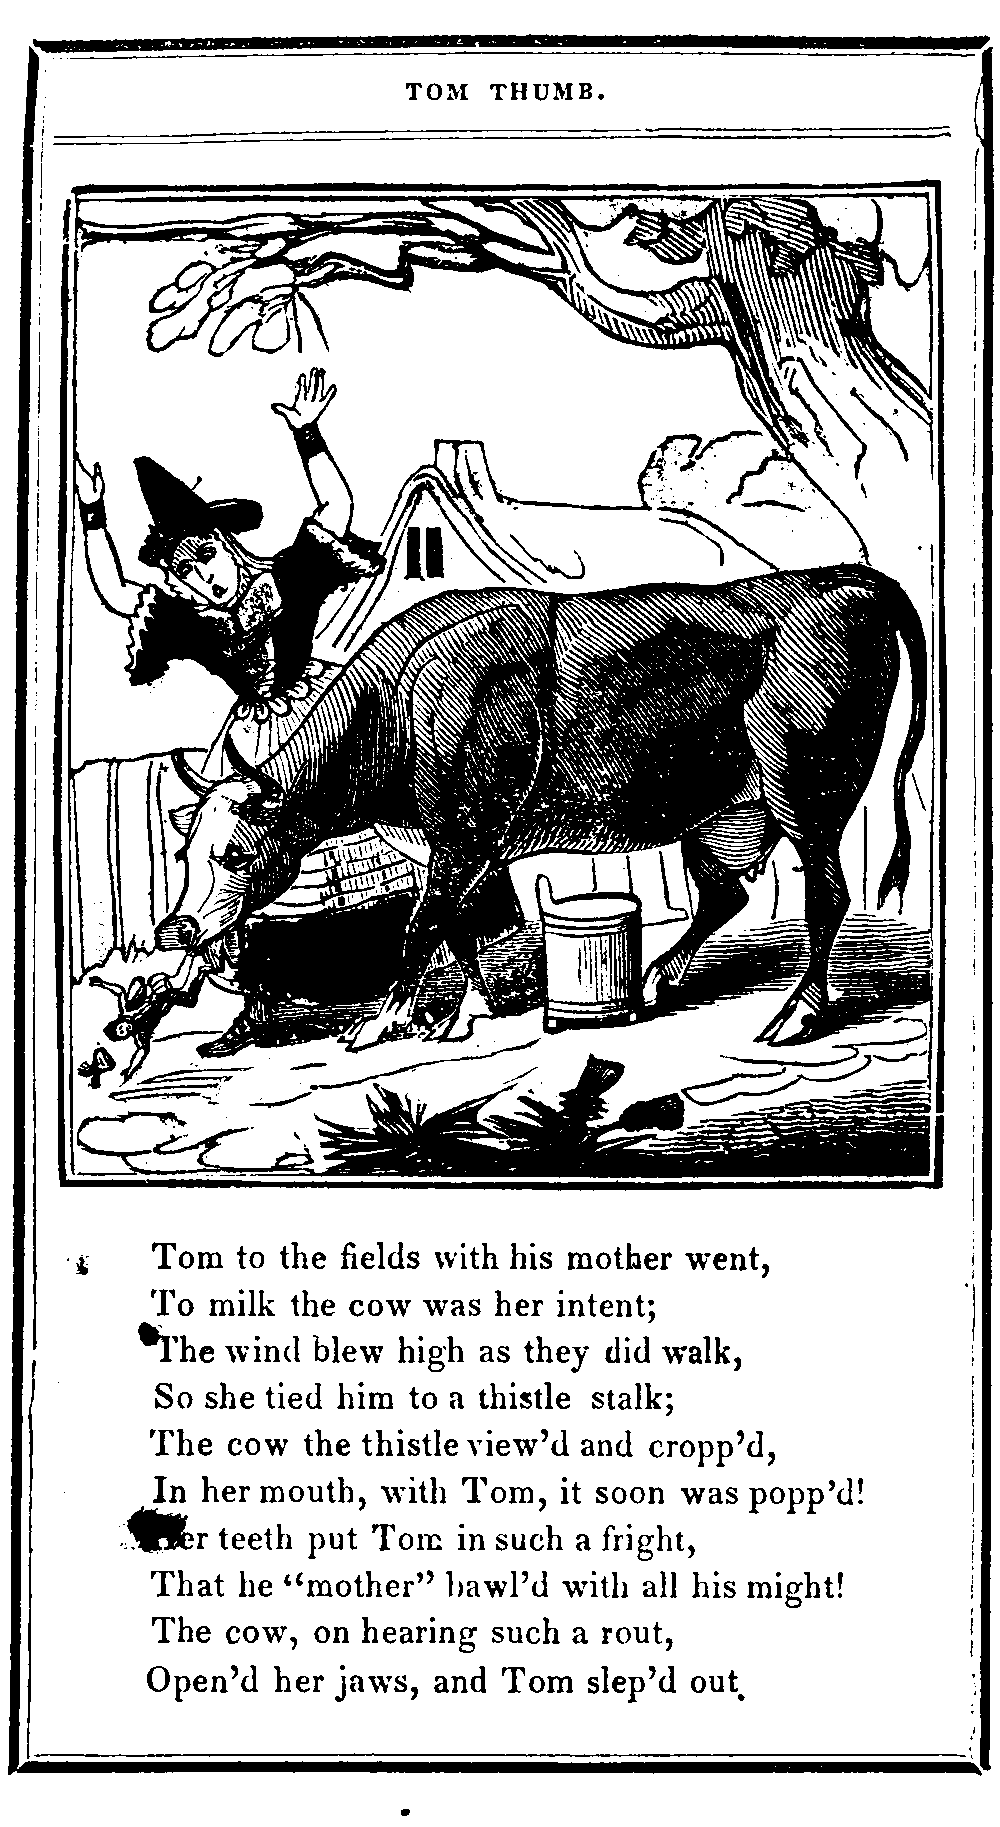 TOM THUMB.
Tom to the fields with his mother went,
To milk the cow was her intent;
The wind blew high as they did walk,
So she tied him to a thistle stalk;
The cow the thistle view'd and cropp'd,
In her mouth, with Tom, it soon was popp'd!
Her teeth put Tom in such a fright,
That he “mother” bawl'd with all his might!
The cow, on hearing such a rout,
Open'd her jaws, and Tom slep'd out.